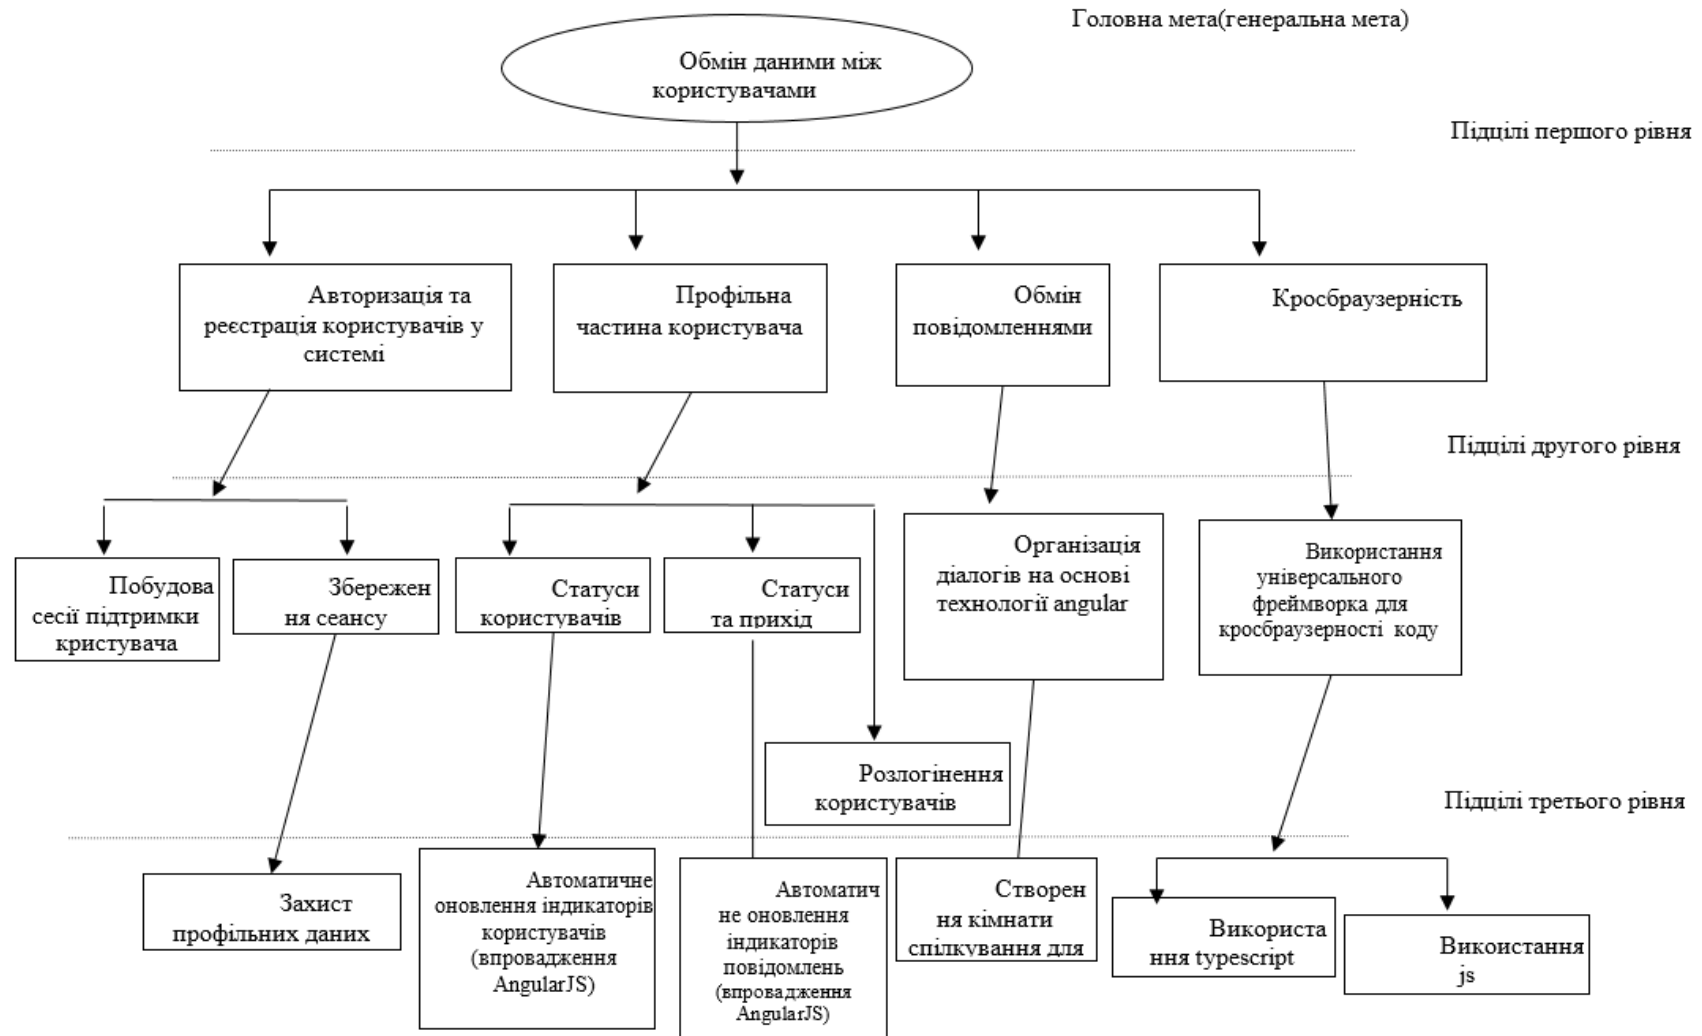 Головна мета(генеральна мета)
Обмін даними між
користувачами
Підцілі першого рівня
Авторизація та
реєстрація користувачів у
системі
Профільна
частина користувача
Обмін
повідомленнями
Кросбраузерність
Підцілі другого рівня
Побудова
сесії підтримки
кристувача
Збережен
ня сеансу
Статуси
користувачів
Статуси
та прихід
Організація
діалогів на основі
технології angular
Використання
універсального
фреймворка для
кросбраузерності коду
Розлогінення
користувачів
Підцілі третього рівня
Захист
профільних даних
Автоматичне
оновлення індикаторів
користувачів
(впровадження
AngularJS)
Автоматич
не оновлення
індикаторів
повідомлень
(впровадження
AngularJS)
Створен
ня кімнати
спілкування для
Використа
ння typescript
Викоистання
js